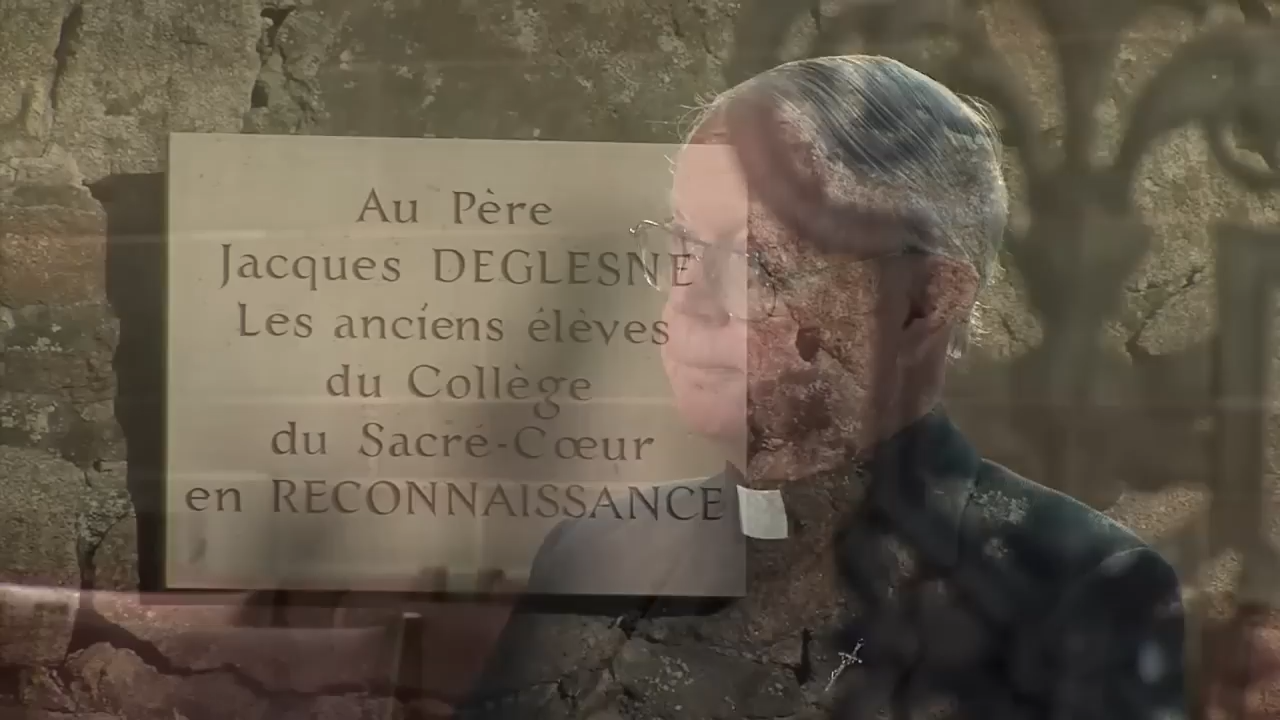 Au Père
Jacques DEGLESNE
Les anciens élèves
du Collège
du Sacré-Cœur
en RECONNAISSANCE